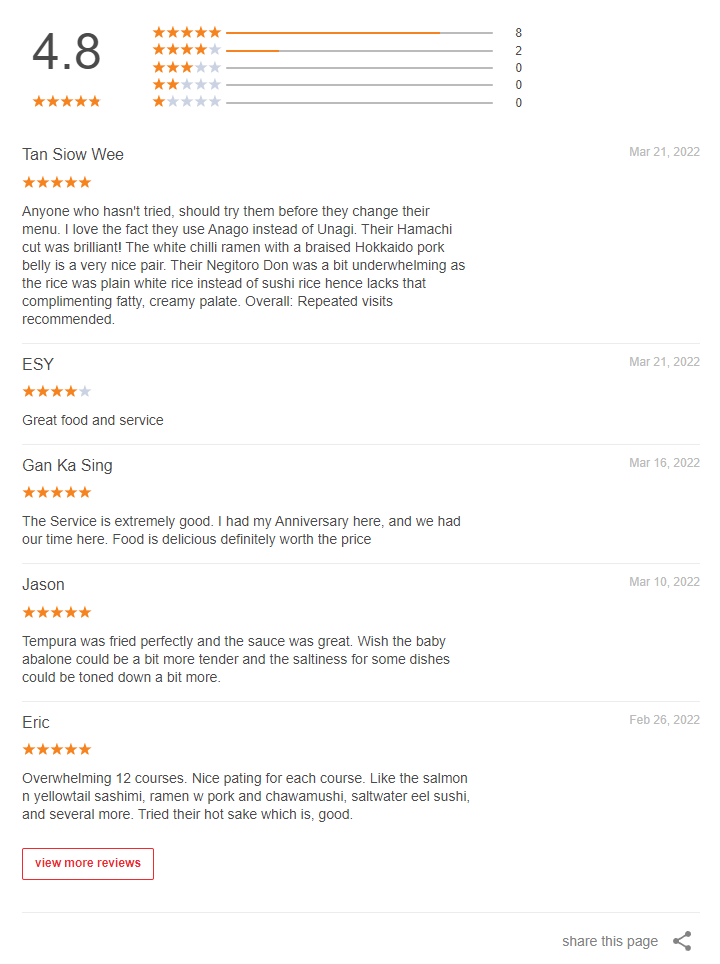 4.8
8
2
0
0
0
Tan Siow Wee
Mar 21, 2022
Anyone who hasn't tried, should try them before they change their
menu. I love the fact they use Anago instead of Unagi. Their Hamachi
cut was brilliant! The white chilli ramen with a braised Hokkaido pork
belly is a very nice pair. Their Negitoro Don was a bit underwhelming as
the rice was plain white rice instead of sushi rice hence lacks that
complimenting fatty, creamy palate. Overall: Repeated visits
recommended.
ESY
Mar 21, 2022
Great food and service
Gan Ka Sing
Mar 16, 2022
The Service is extremely good. I had my Anniversary here, and we had
our time here. Food is delicious definitely worth the price
Jason
Mar 10, 2022
Tempura was fried perfectly and the sauce was great. Wish the baby
abalone could be a bit more tender and the saltiness for some dishes
could be toned down a bit more.
Eric
Feb 26, 2022
Overwhelming 12 courses. Nice pating for each course. Like the salmon
n yellowtail sashimi, ramen w pork and chawamushi, saltwater eel sushi,
and several more. Tried their hot sake which is, good.
view more reviews
share this page